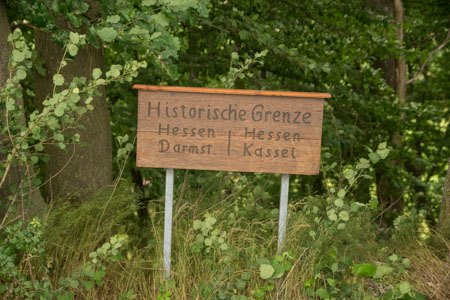 Historische Grenze
Hessen | Hessen
Darmst. | Kassel